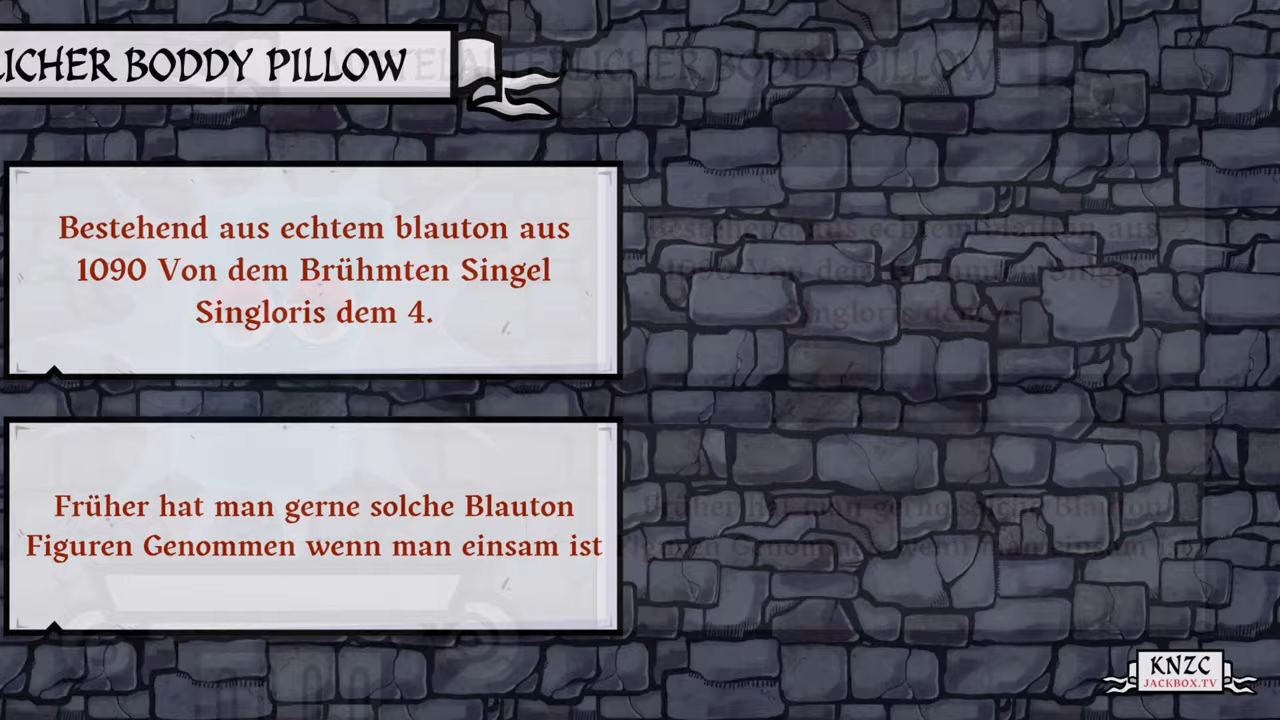 LICHER BODDY PILLOW
Bestehend aus echtem blauton aus
1090 Von dem Brühmten Singel
Singloris dem 4.
Früher hat man gerne solche Blauton
Figuren Genommen wenn man einsam ist
KNZC
JACKBOX.TV